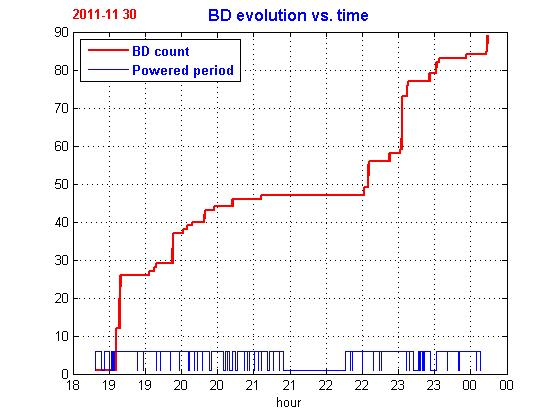 2011-11 30
BD evolution vs. time
BD count
Powered period
90
80
70
60
50
40
30
20
10
0
18 19 19 20 20 21 21 22 22 23 23 00 00
hour